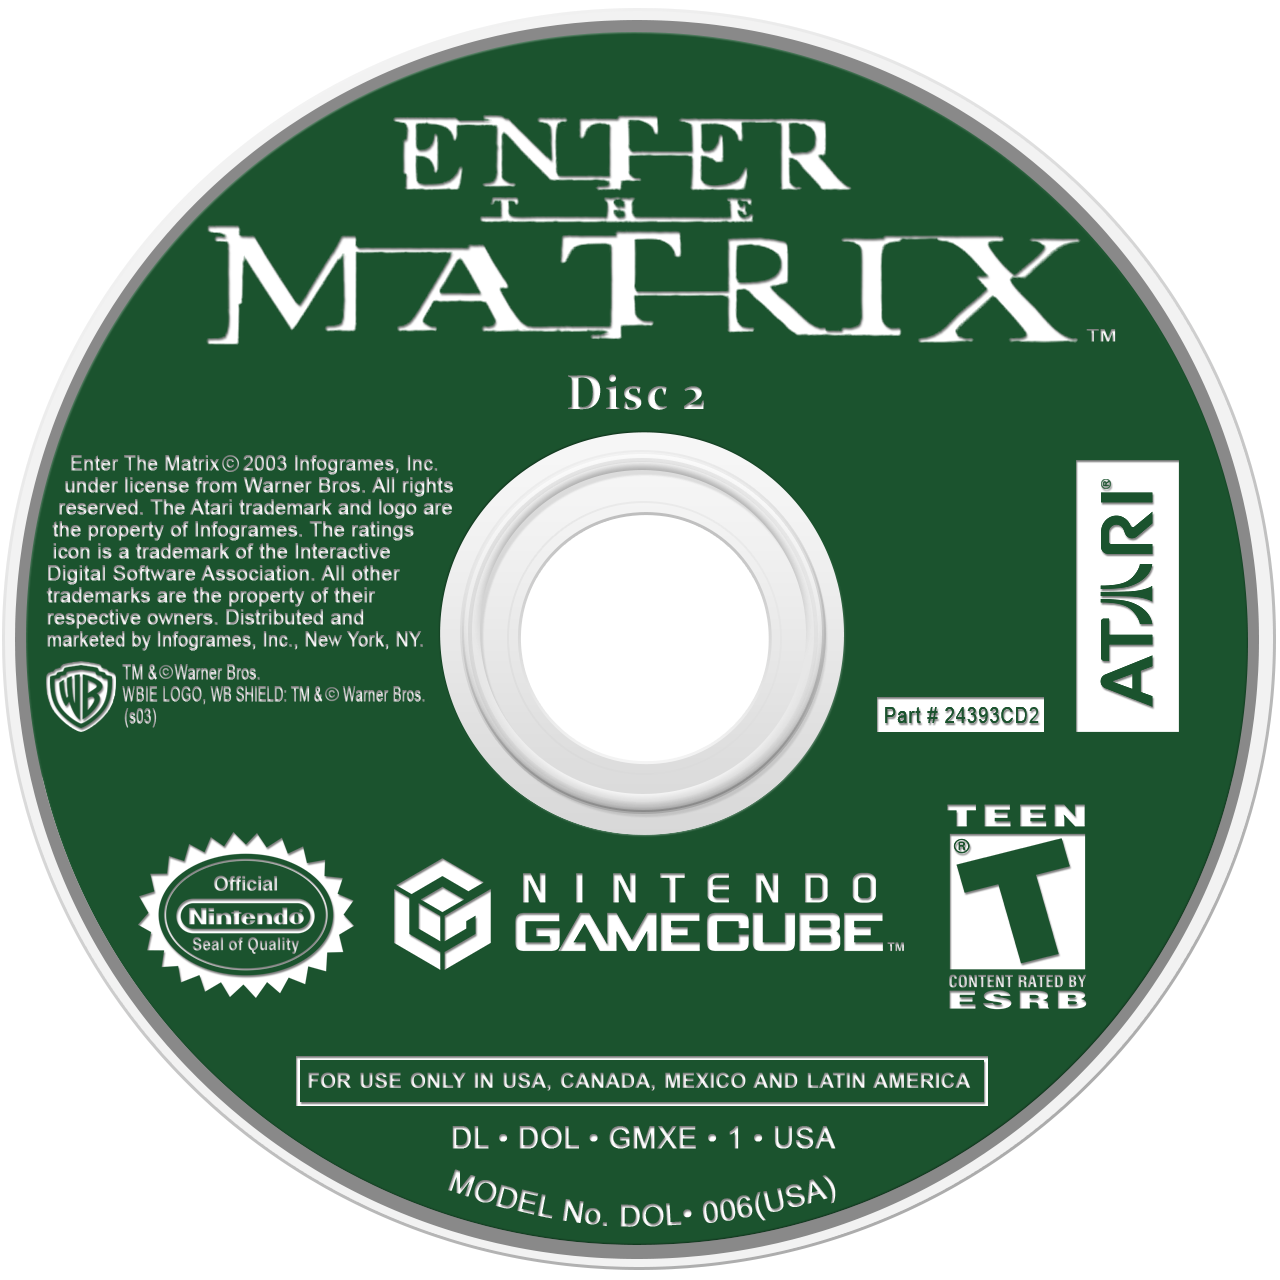 ENTER
THE
MATRIX™
Disc 2
Enter The Matrix © 2003 Infogrames, Inc.
under license from Warner Bros. All rights
reserved. The Atari trademark and logo are
the property of Infogrames. The ratings
icon is a trademark of the Interactive
Digital Software Association. All other
trademarks are the property of their
respective owners. Distributed and
marketed by Infogrames, Inc., New York, NY.
WB
TM & © Warner Bros.
WBIE LOGO, WB SHIELD: TM & © Warner Bros.
(s03)
ATARI®
Part # 24393CD2
TEEN
T®
CONTENT RATED BY
ESRB
Official
Nintendo
Seal of Quality
NINTENDO
GAMECUBE™
FOR USE ONLY IN USA, CANADA, MEXICO AND LATIN AMERICA
DL • DOL • GMXE • 1 • USA
MODEL No. DOL• 006(USA)